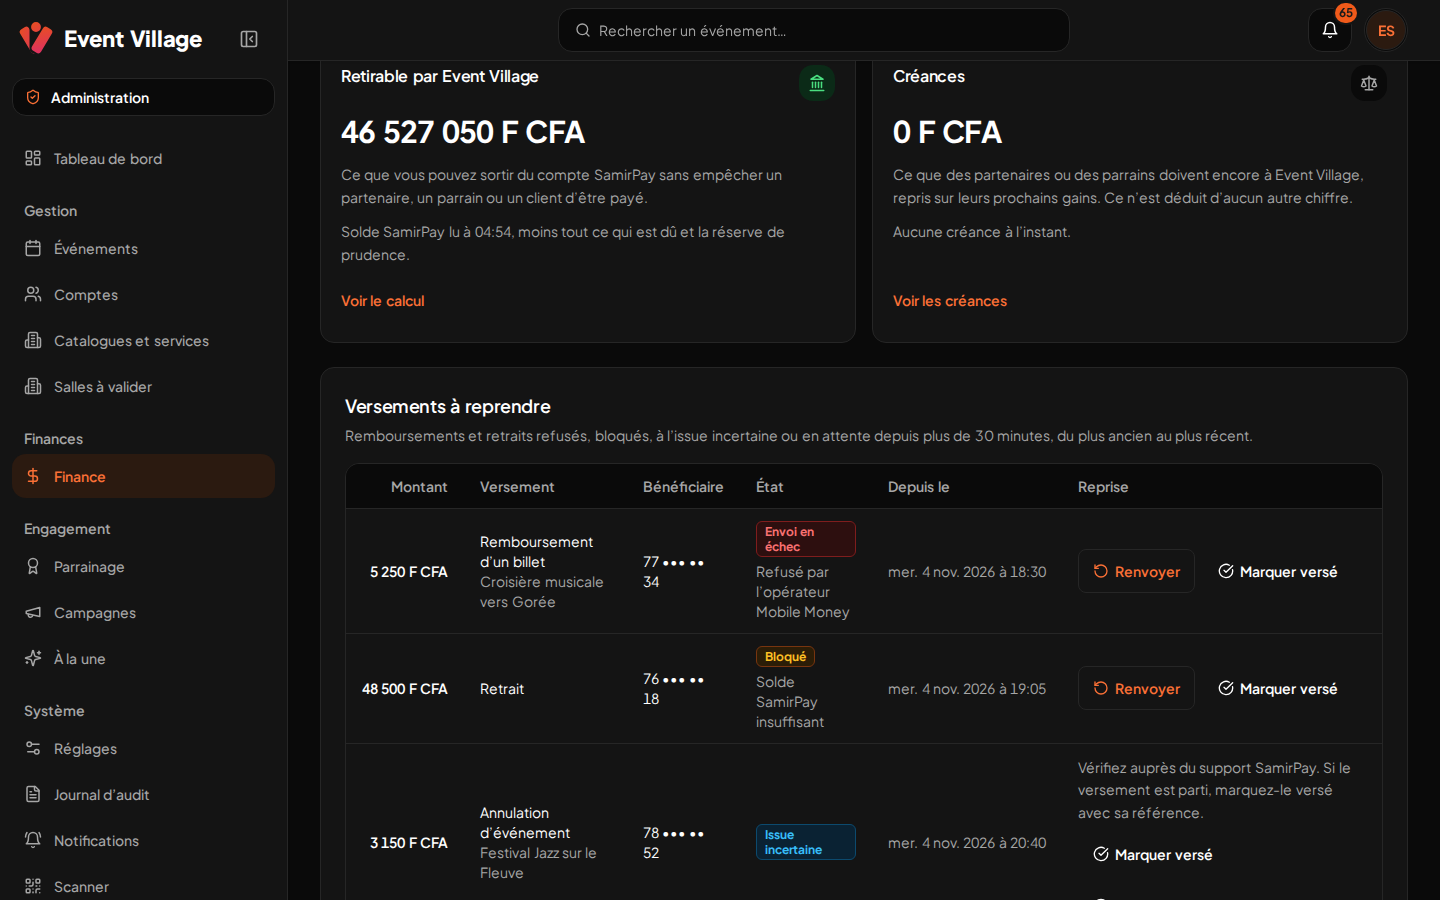 Event Village
Rechercher un événement…
65
ES
Administration
Tableau de bord
Gestion
Événements
Comptes
Catalogues et services
Salles à valider
Finances
Finance
Engagement
Parrainage
Campagnes
À la une
Système
Réglages
Journal d'audit
Notifications
Scanner
Retirable par Event Village
46 527 050 F CFA
Ce que vous pouvez sortir du compte SamirPay sans empêcher un
partenaire, un parrain ou un client d'être payé.
Solde SamirPay lu à 04:54, moins tout ce qui est dû et la réserve de
prudence.
Voir le calcul
Créances
0 F CFA
Ce que des partenaires ou des parrains doivent encore à Event Village,
repris sur leurs prochains gains. Ce n'est déduit d'aucun autre chiffre.
Aucune créance à l'instant.
Voir les créances
Versements à reprendre
Remboursements et retraits refusés, bloqués, à l'issue incertaine ou en attente depuis plus de 30 minutes, du plus ancien au plus récent.
Montant Versement Bénéficiaire État Depuis le Reprise
5 250 F CFA
Remboursement
d'un billet
Croisière musicale
vers Gorée
77 ••• ••
34
Envoi en
échec
Refusé par
l'opérateur
Mobile Money
mer. 4 nov. 2026 à 18:30
Renvoyer
Marquer versé
48 500 F CFA
Retrait
76 ••• ••
18
Bloqué
Solde
SamirPay
insuffisant
mer. 4 nov. 2026 à 19:05
Renvoyer
Marquer versé
3 150 F CFA
Annulation
d'événement
Festival Jazz sur le
Fleuve
78 ••• ••
52
Issue
incertaine
mer. 4 nov. 2026 à 20:40
Vérifiez auprès du support SamirPay. Si le
versement est parti, marquez-le versé
avec sa référence.
Marquer versé